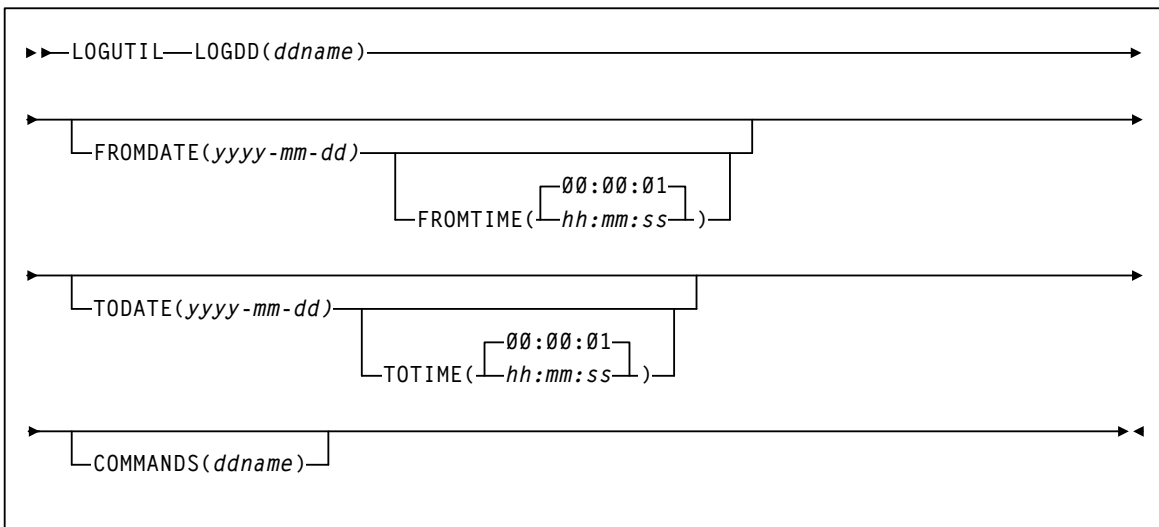 LOGUTIL LOGDD(ddname)
FROMDATE(yyyy-mm-dd)
00:00:01
FROMTIME( hh:mm:ss )
TODATE(yyyy-mm-dd)
00:00:01
TOTIME( hh:mm:ss )
COMMANDS(ddname)